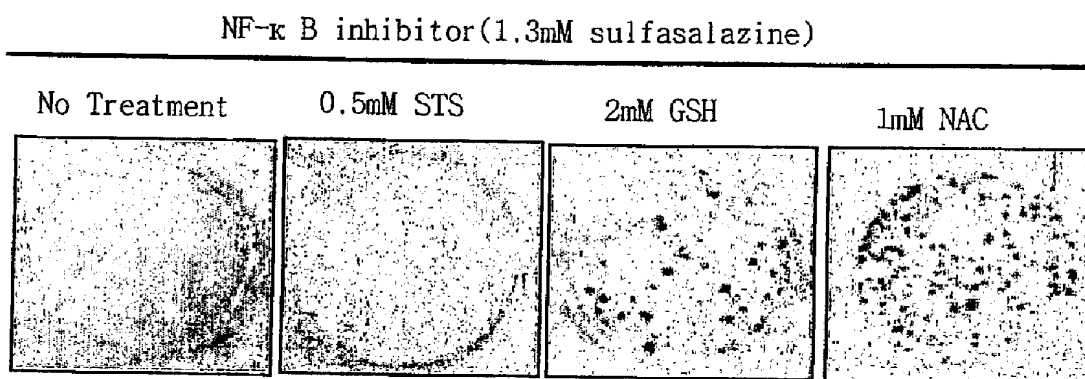 NF-κ B inhibitor(1.3mM sulfasalazine)
No Treatment 0.5mM STS 2mM GSH 1mM NAC